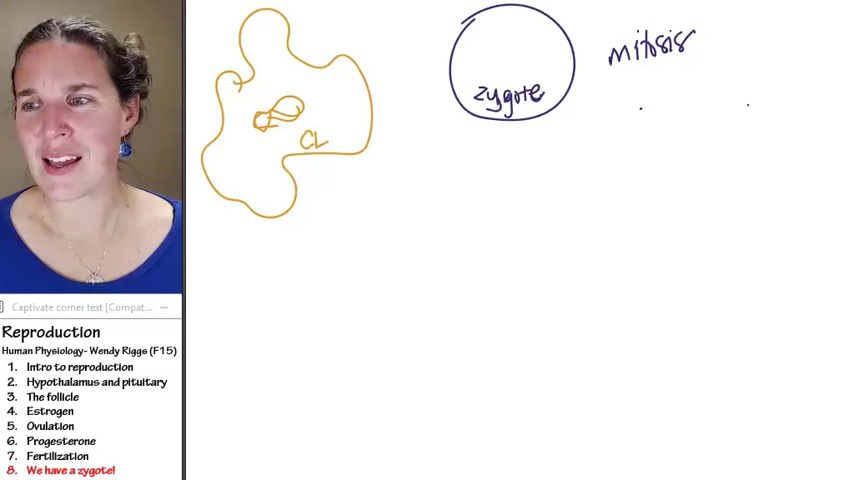 zygote
mitosis
CL
Captivate corner text [Compat...
Reproduction
Human Physiology- Wendy Riggs (F15)
1. Intro to reproduction
2. Hypothalamus and pituitary
3. The follicle
4. Estrogen
5. Ovulation
6. Progesterone
7. Fertilization
8. We have a zygote!